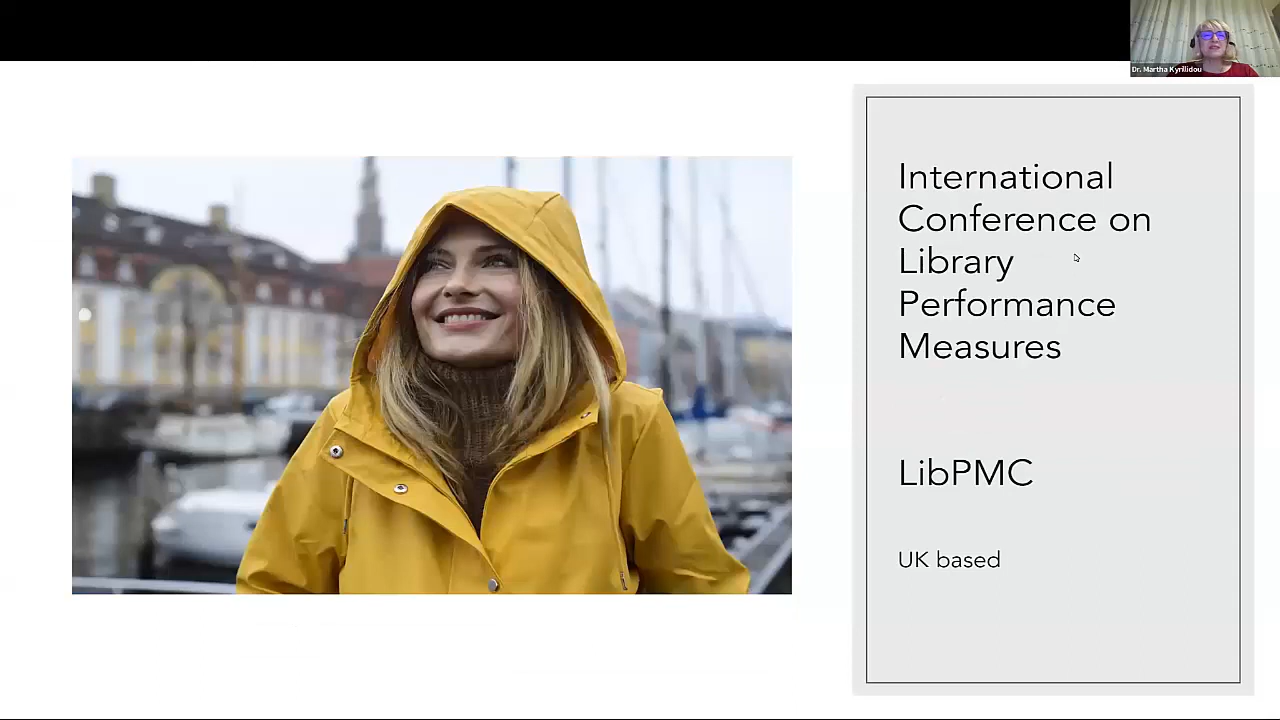 Dr. Martha Kyrillidou
International
Conference on
Library
Performance
Measures
LibPMC
UK based